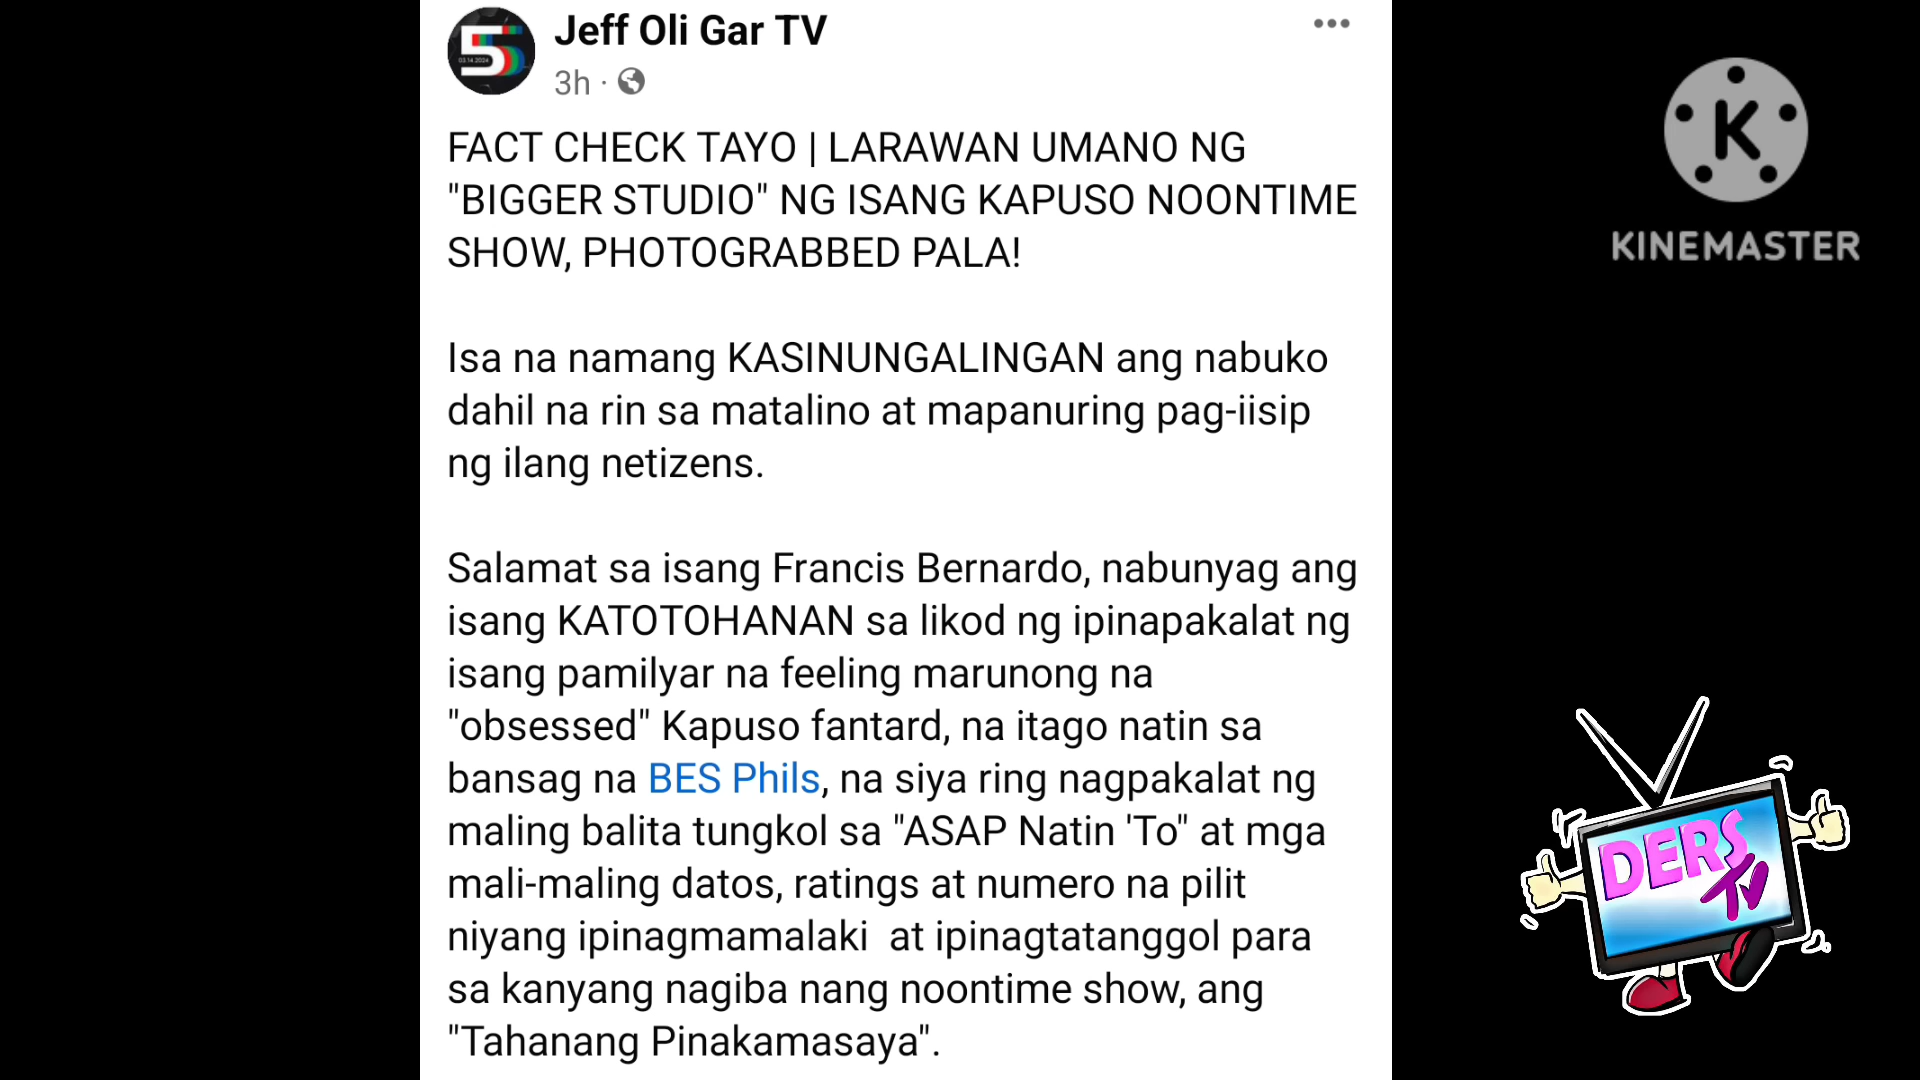 Jeff Oli Gar TV
3h ·
FACT CHECK TAYO | LARAWAN UMANO NG
"BIGGER STUDIO" NG ISANG KAPUSO NOONTIME
SHOW, PHOTOGRABBED PALA!
Isa na namang KASINUNGALINGAN ang nabuko
dahil na rin sa matalino at mapanuring pag-iisip
ng ilang netizens.
Salamat sa isang Francis Bernardo, nabunyag ang
isang KATOTOHANAN sa likod ng ipinapakalat ng
isang pamilyar na feeling marunong na
"obsessed" Kapuso fantard, na itago natin sa
bansag na BES Phils, na siya ring nagpakalat ng
maling balita tungkol sa "ASAP Natin 'To" at mga
mali-maling datos, ratings at numero na pilit
niyang ipinagmamalaki  at ipinagtatanggol para
sa kanyang nagiba nang noontime show, ang
"Tahanang Pinakamasaya".
5
03.14.2024
K
KINEMASTER
DERS
TV